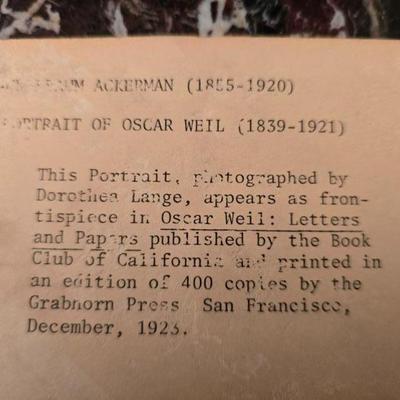 ACKERMAN (1855-1920)
PORTRAIT OF OSCAR WEIL (1839-1921)
This Portrait, photographed by
Dorothea Lange, appears as fron-
tispiece in Oscar Weil: Letters
and Papers published by the Book
Club of California and printed in
an edition of 400 copies by the
Grabhorn Press San Francisco,
December, 1923.